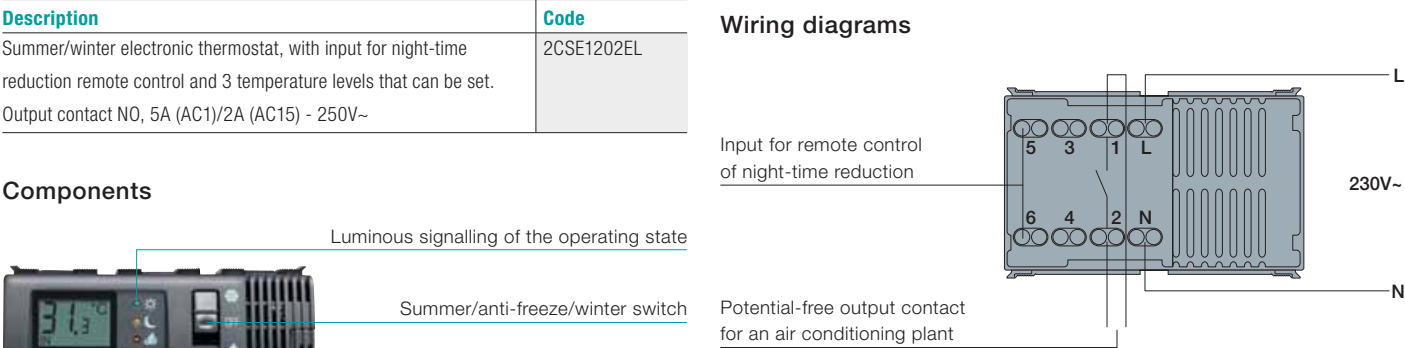 Description Code
Summer/winter electronic thermostat, with input for night-time 2CSE1202EL
reduction remote control and 3 temperature levels that can be set.
Output contact NO, 5A (AC1)/2A (AC15) - 250V~
Components
Luminous signalling of the operating state
Summer/anti-freeze/winter switch
31,3 °C
Wiring diagrams
L
Input for remote control
of night-time reduction
5 3 1 L
230V~
6 4 2 N
N
Potential-free output contact
for an air conditioning plant